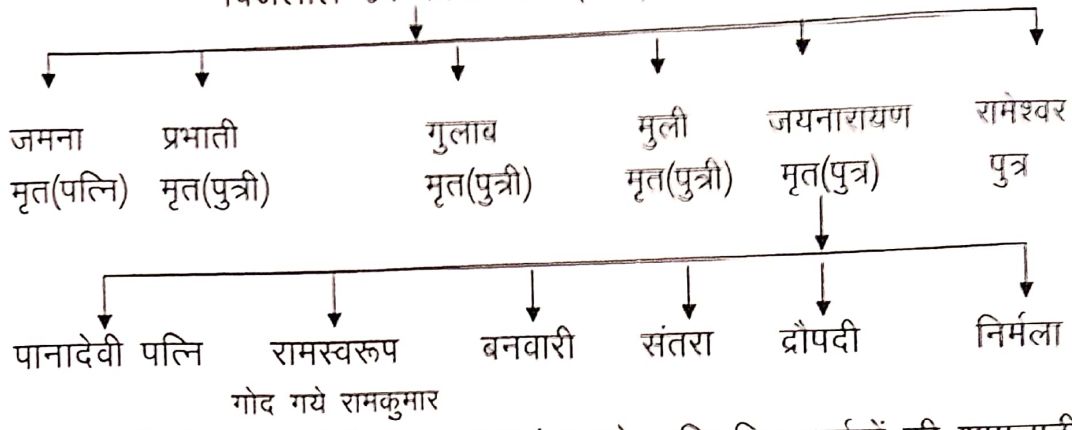 जमना प्रभाती गुलाब मुली जयनारायण रामेश्वर
मृत(पत्नि) मृत(पुत्री) मृत(पुत्री) मृत(पुत्री) मृत(पुत्र) पुत्र
पानादेवी पत्नि रामस्वरूप बनवारी संतरा द्रौपदी निर्मला
गोद गये रामकुमार